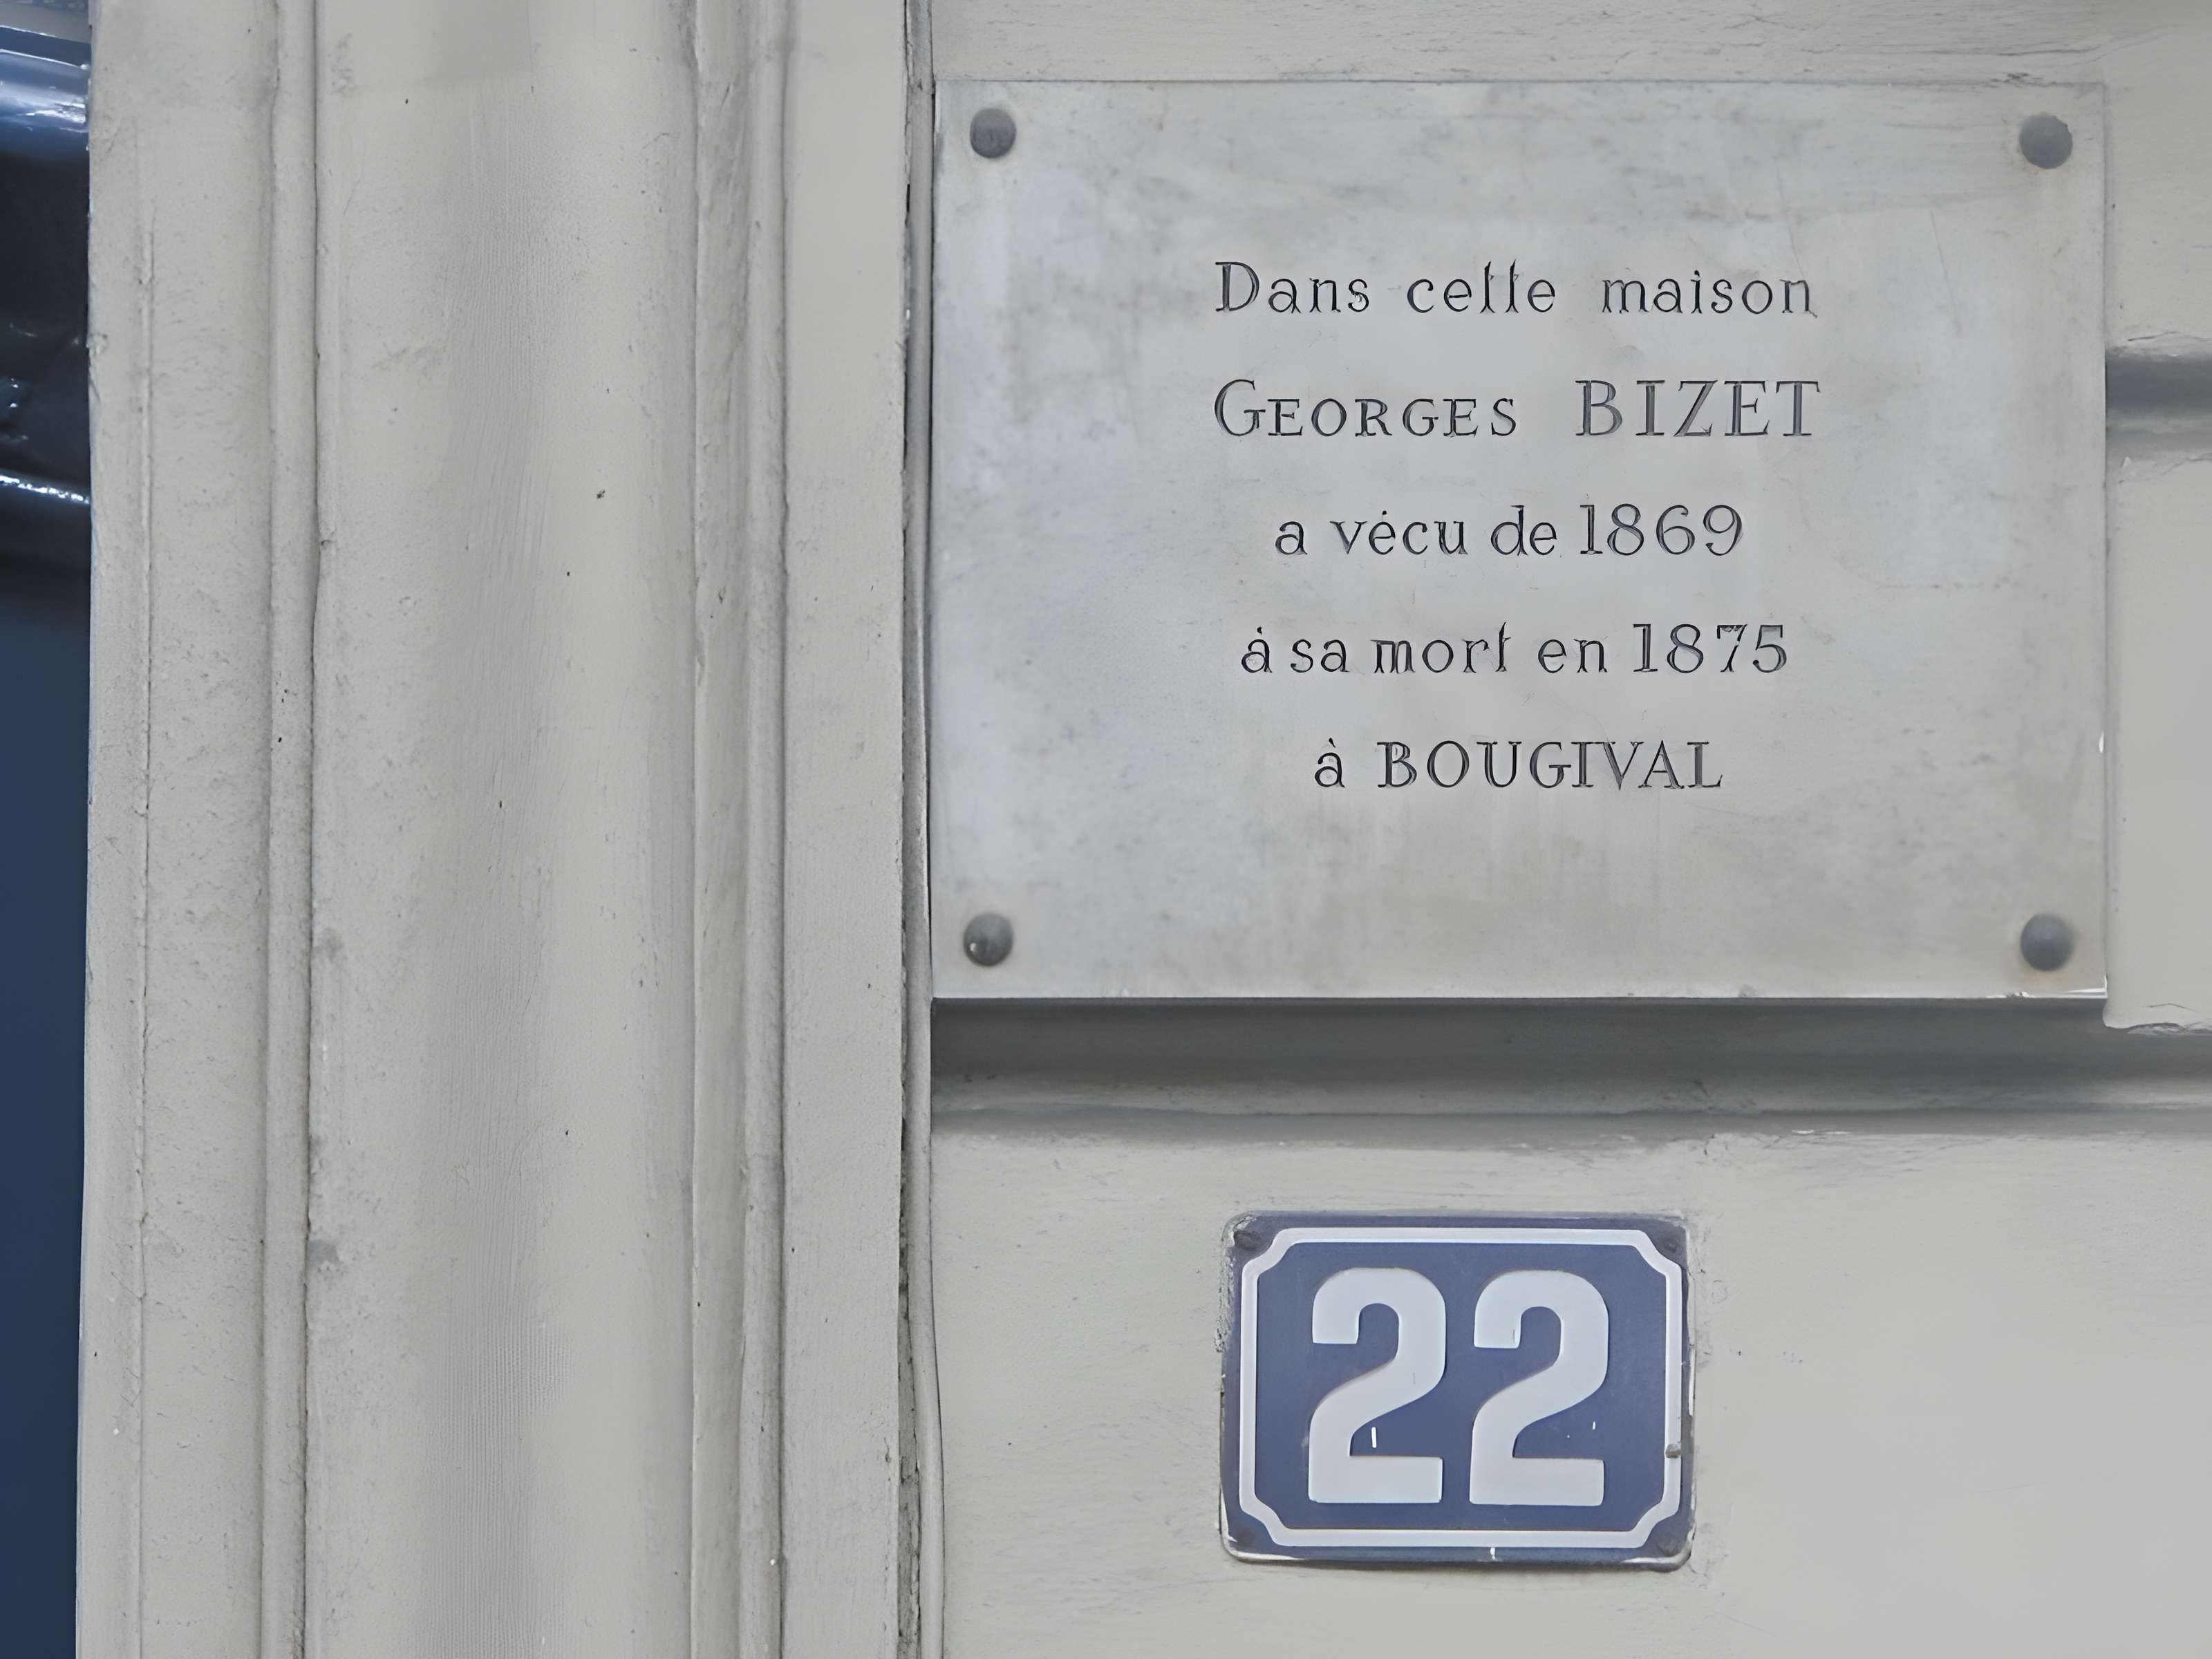 Dans cette maison
GEORGES BIZET
a vécu de 1869
à sa mort en 1875
à BOUGIVAL
22